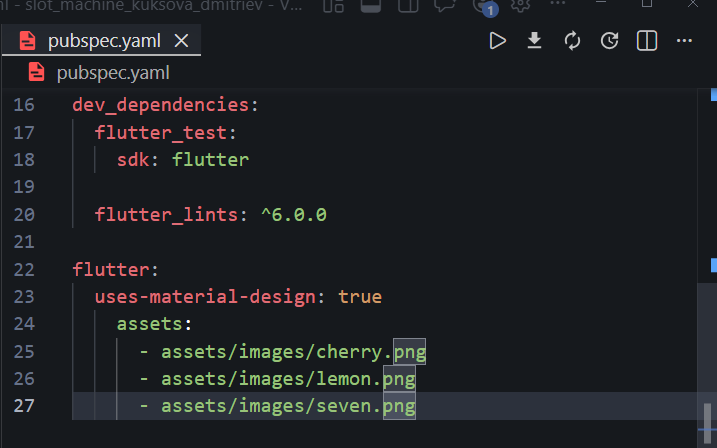 slot_machine_kuksova_dmitriev - V...
1
pubspec.yaml
pubspec.yaml
16 dev_dependencies:
17   flutter_test:
18     sdk: flutter
19
20   flutter_lints: ^6.0.0
21
22 flutter:
23   uses-material-design: true
24     assets:
25       - assets/images/cherry.png
26       - assets/images/lemon.png
27       - assets/images/seven.png